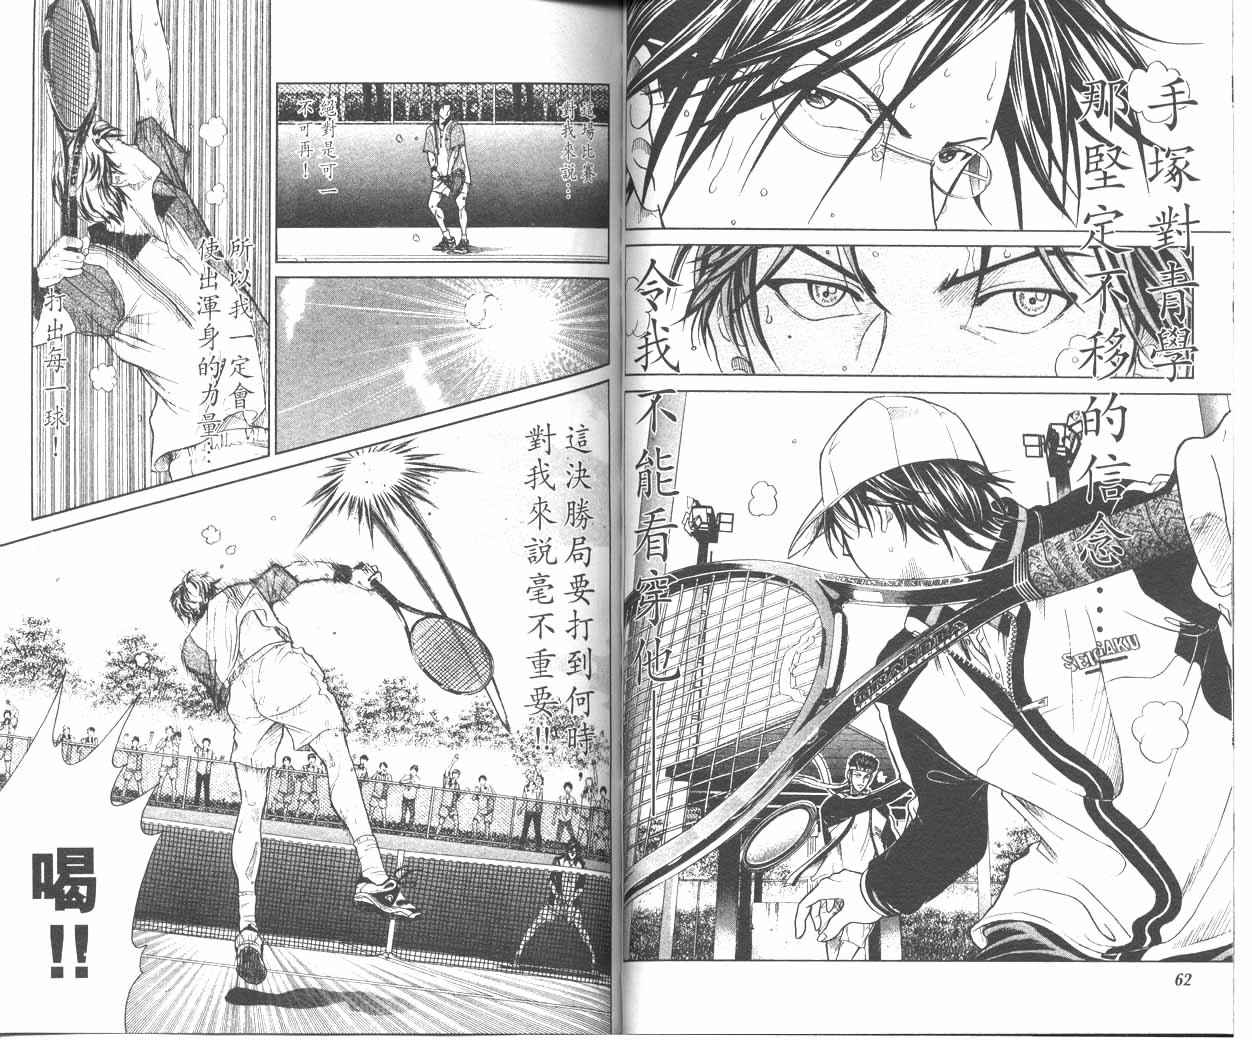 手塚對青學
那堅定不移
的信念……
令我不能看穿他——
SEIGAKU
62
這場比賽
對我來說…
絕對是可一
不可再！
所以我一定會
使出渾身的力量…
打出每一球！
這決勝局要打到何時
對我來說毫不重要！！
喝！！